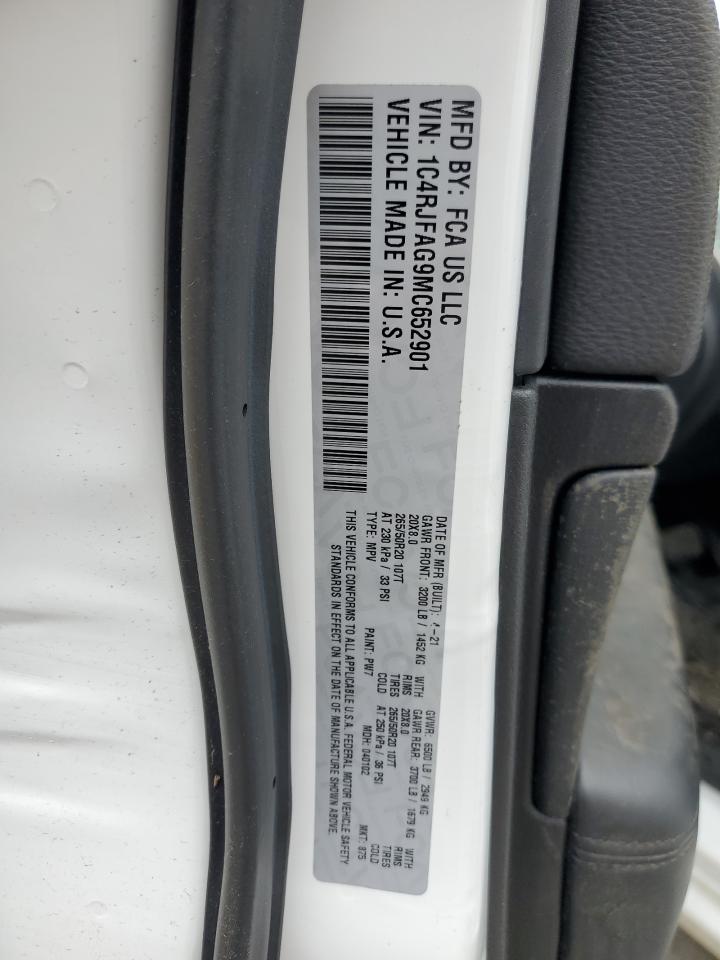 MFD BY: FCA US LLC
VIN: 1C4RJFAG9MC652901
VEHICLE MADE IN: U.S.A.
DATE OF MFR (BUILT): 4-21 GVWR: 6500 LB / 2949 KG
GAWR FRONT: 3200 LB / 1452 KG WITH GAWR REAR: 3700 LB / 1679 KG WITH
20X8.0 RIMS 20X8.0 RIMS
265/50R20 107T TIRES 265/50R20 107T TIRES
AT 230 kPa / 33 PSI COLD AT 250 kPa / 36 PSI COLD
TYPE: MPV PAINT: PW7 MDH: 040102 MKT: 875
THIS VEHICLE CONFORMS TO ALL APPLICABLE U.S.A. FEDERAL MOTOR VEHICLE SAFETY
STANDARDS IN EFFECT ON THE DATE OF MANUFACTURE SHOWN ABOVE.